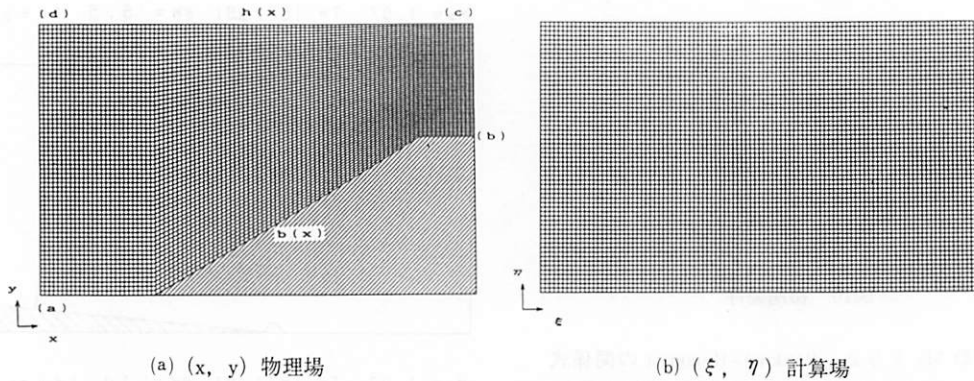 (d)
h(x)
(c)
(b)
b(x)
(a)
y
x
η
ξ
(a) (x, y) 物理場
(b) (ξ, η) 計算場